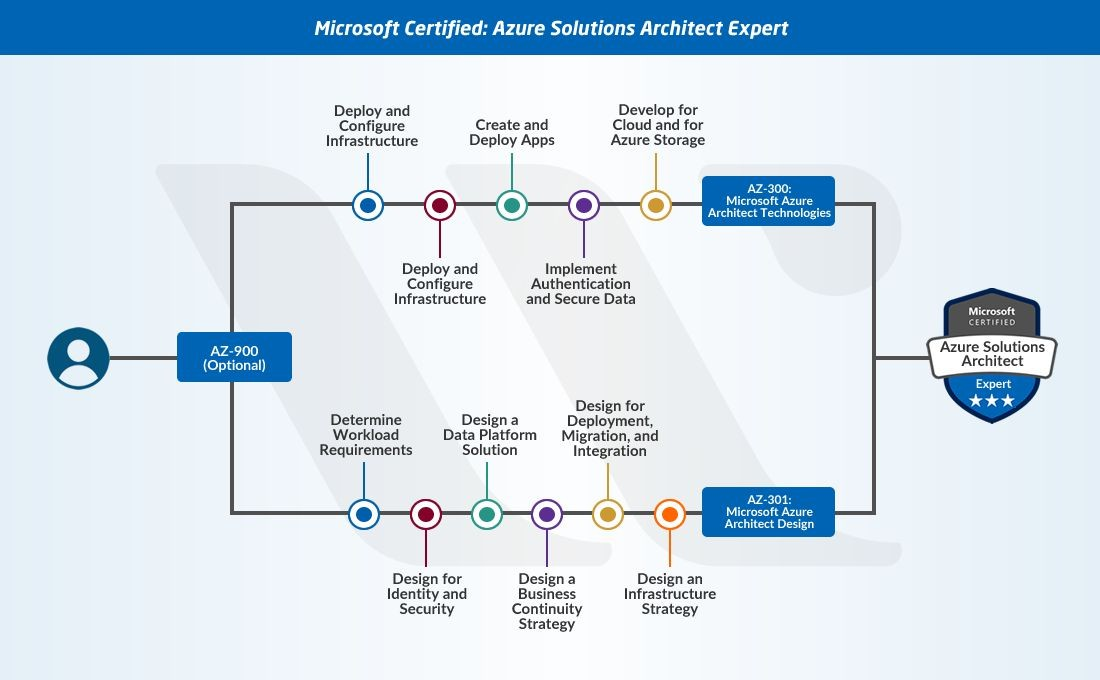 Microsoft Certified: Azure Solutions Architect Expert
Deploy and
Configure
Infrastructure
Create and
Deploy Apps
Develop for
Cloud and for
Azure Storage
AZ-300:
Microsoft Azure
Architect Technologies
Deploy and
Configure
Infrastructure
Implement
Authentication
and Secure Data
AZ-900
(Optional)
Microsoft
CERTIFIED
Azure Solutions
Architect
Expert
Determine
Workload
Requirements
Design a
Data Platform
Solution
Design for
Deployment,
Migration, and
Integration
AZ-301:
Microsoft Azure
Architect Design
Design for
Identity and
Security
Design a
Business
Continuity
Strategy
Design an
Infrastructure
Strategy